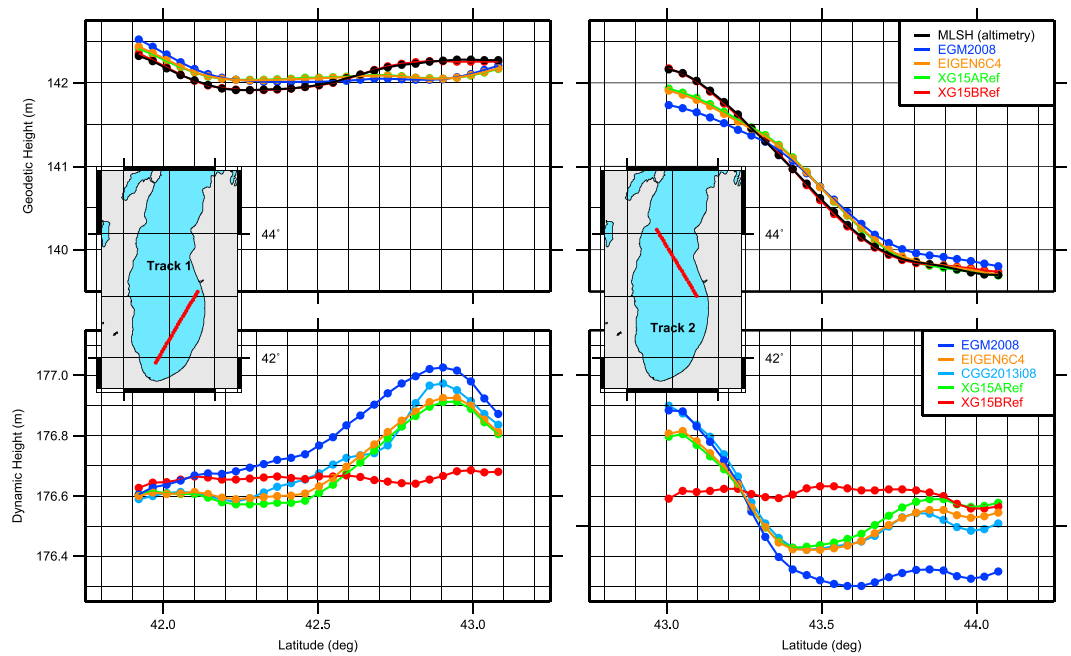 142
141
140
Geodetic Height (m)
MLSH (altimetry)
EGM2008
EIGEN6C4
XG15ARef
XG15BRef
Track 1
44°
42°
Track 2
44°
42°
177.0
176.8
176.6
176.4
Dynamic Height (m)
EGM2008
EIGEN6C4
CGG2013i08
XG15ARef
XG15BRef
42.0
42.5
43.0
Latitude (deg)
43.0
43.5
44.0
Latitude (deg)